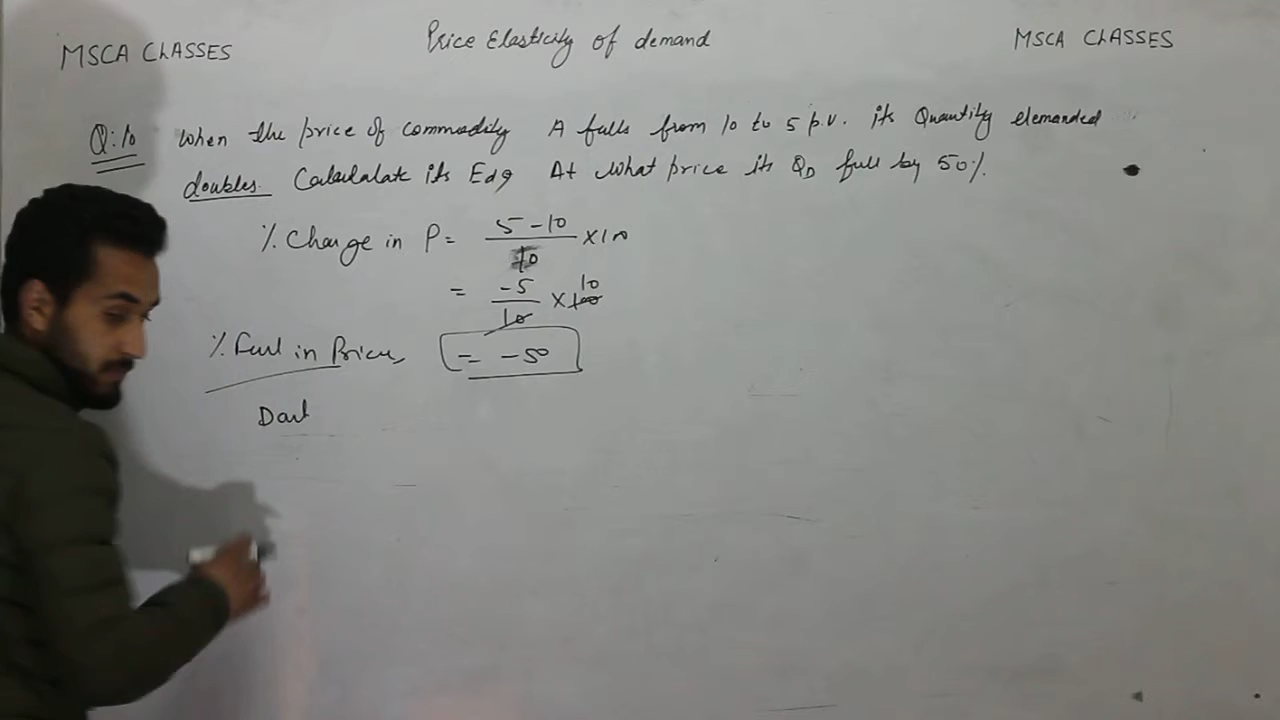 MSCA CLASSES
Price Elasticity of demand
MSCA CLASSES
Q:10 When the price of commodity A falls from 10 to 5 p.u. its Quantity demanded
doubles. Calculate its Ed? At what price its QD fall by 50%.
% Change in P = 5-10 / 10 ×100
= -5 / 10 ×100 10
% Fall in Price = -50